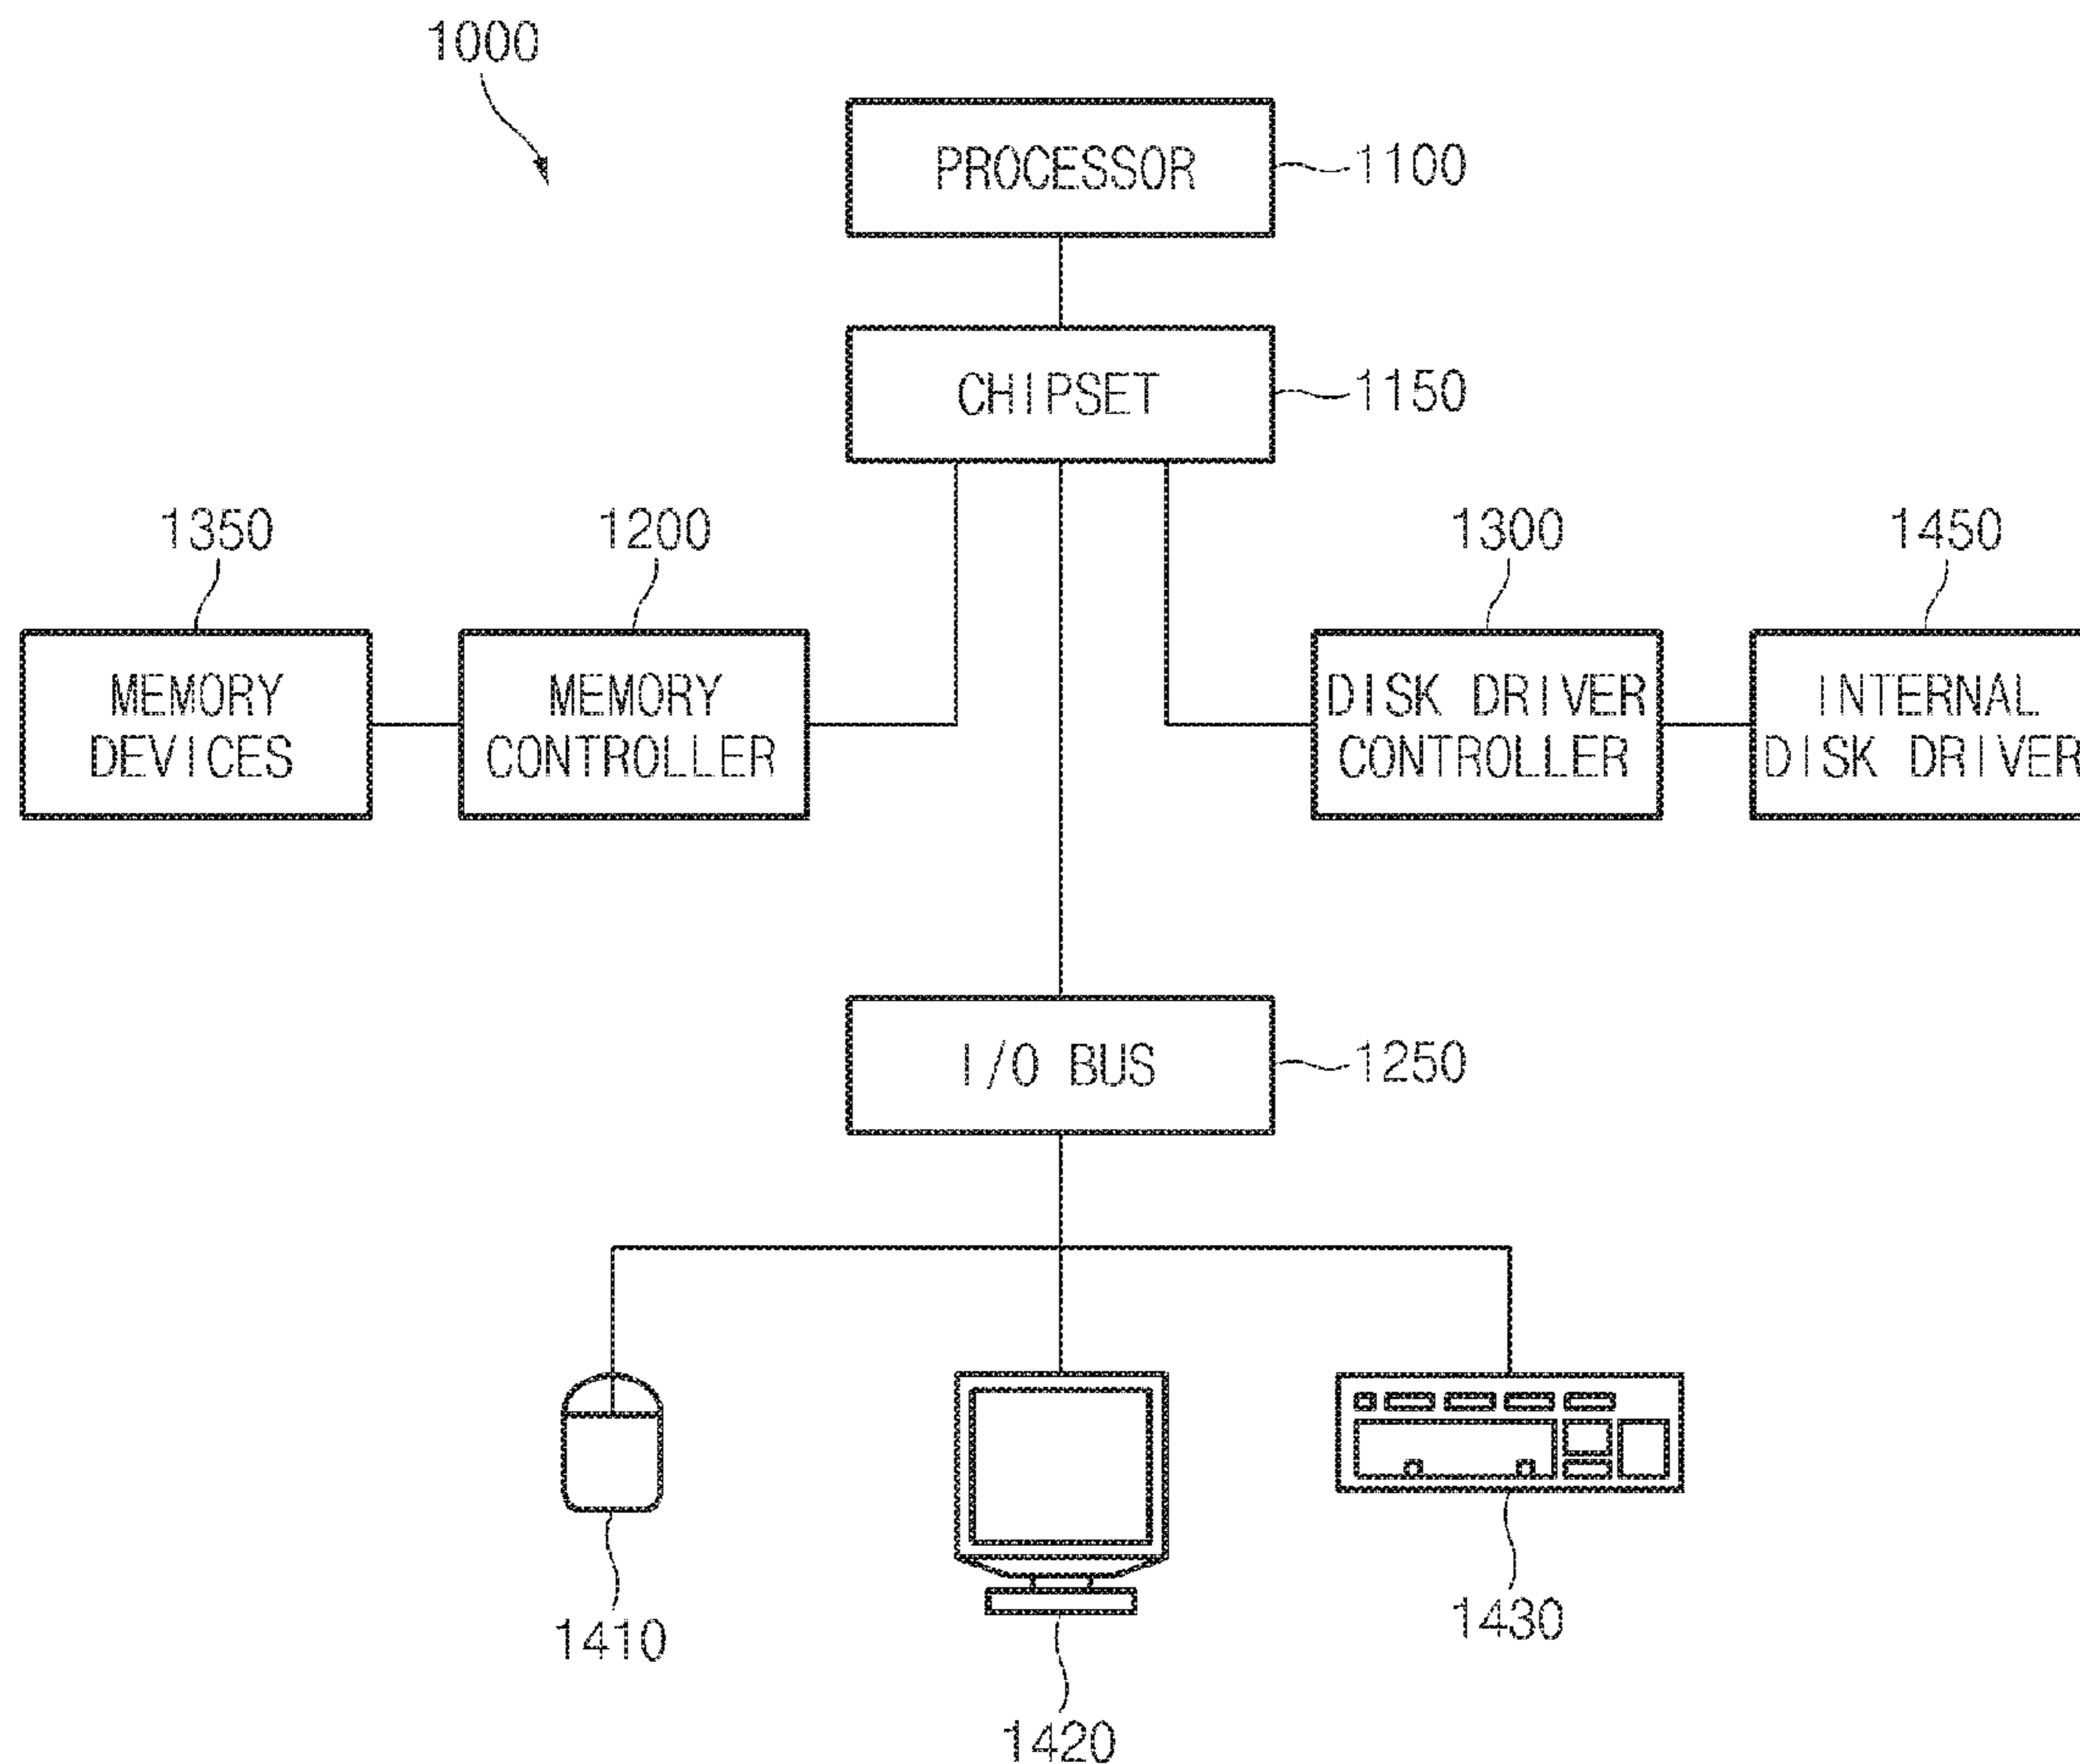 1000
PROCESSOR
1100
CHIPSET
1150
1350
1200
1300
1450
MEMORY
DEVICES
MEMORY
CONTROLLER
DISK DRIVER
CONTROLLER
INTERNAL
DISK DRIVER
I/O BUS
1250
1410
1420
1430